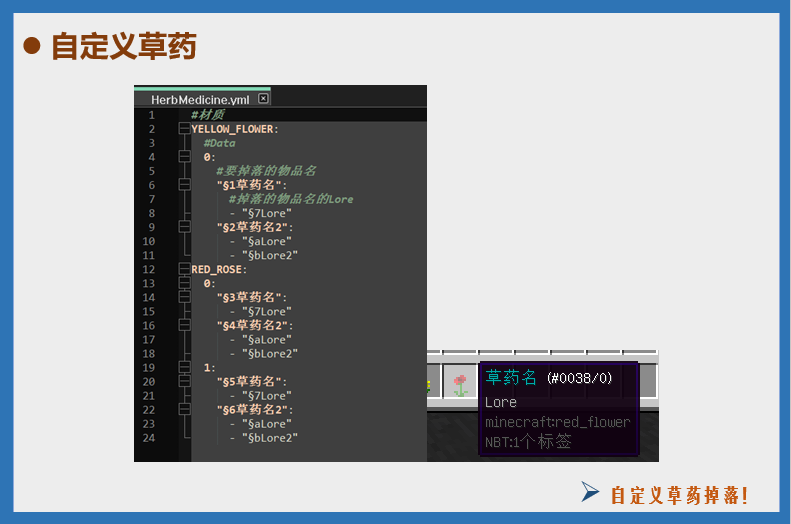 ● 自定义草药
HerbMedicine.yml
1 #材质
2 YELLOW_FLOWER:
3 #Data
4 0:
5 #要掉落的物品名
6 "§1草药名":
7 #掉落的物品名的Lore
8 - "§7Lore"
9 "§2草药名2":
10 - "§aLore"
11 - "§bLore2"
12 RED_ROSE:
13 0:
14 "§3草药名":
15 - "§7Lore"
16 "§4草药名2":
17 - "§aLore"
18 - "§bLore2"
19 1:
20 "§5草药名":
21 - "§7Lore"
22 "§6草药名2":
23 - "§aLore"
24 - "§bLore2"
草药名 (#0038/0)
Lore
minecraft:red_flower
NBT:1个标签
自定义草药掉落!